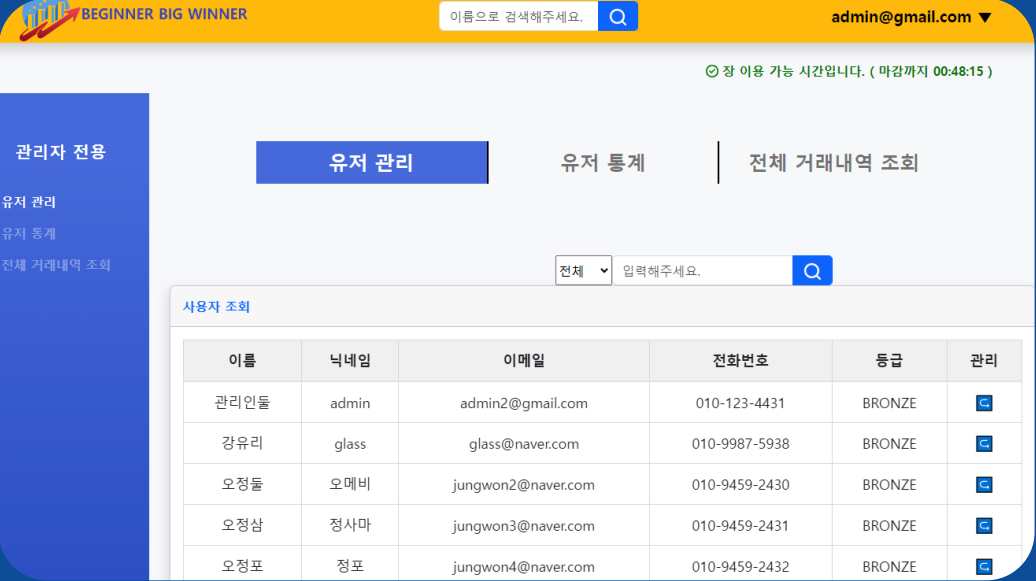 BEGINNER BIG WINNER
이름으로 검색해주세요.
admin@gmail.com ▼
장 이용 가능 시간입니다. ( 마감까지 00:48:15 )
관리자 전용
유저 관리
유저 통계
전체 거래내역 조회
유저 관리 유저 통계 전체 거래내역 조회
전체 입력해주세요.
사용자 조회
이름 닉네임 이메일 전화번호 등급 관리
관리인둘 admin admin2@gmail.com 010-123-4431 BRONZE
강유리 glass glass@naver.com 010-9987-5938 BRONZE
오정둘 오메비 jungwon2@naver.com 010-9459-2430 BRONZE
오정삼 정사마 jungwon3@naver.com 010-9459-2431 BRONZE
오정포 정포 jungwon4@naver.com 010-9459-2432 BRONZE